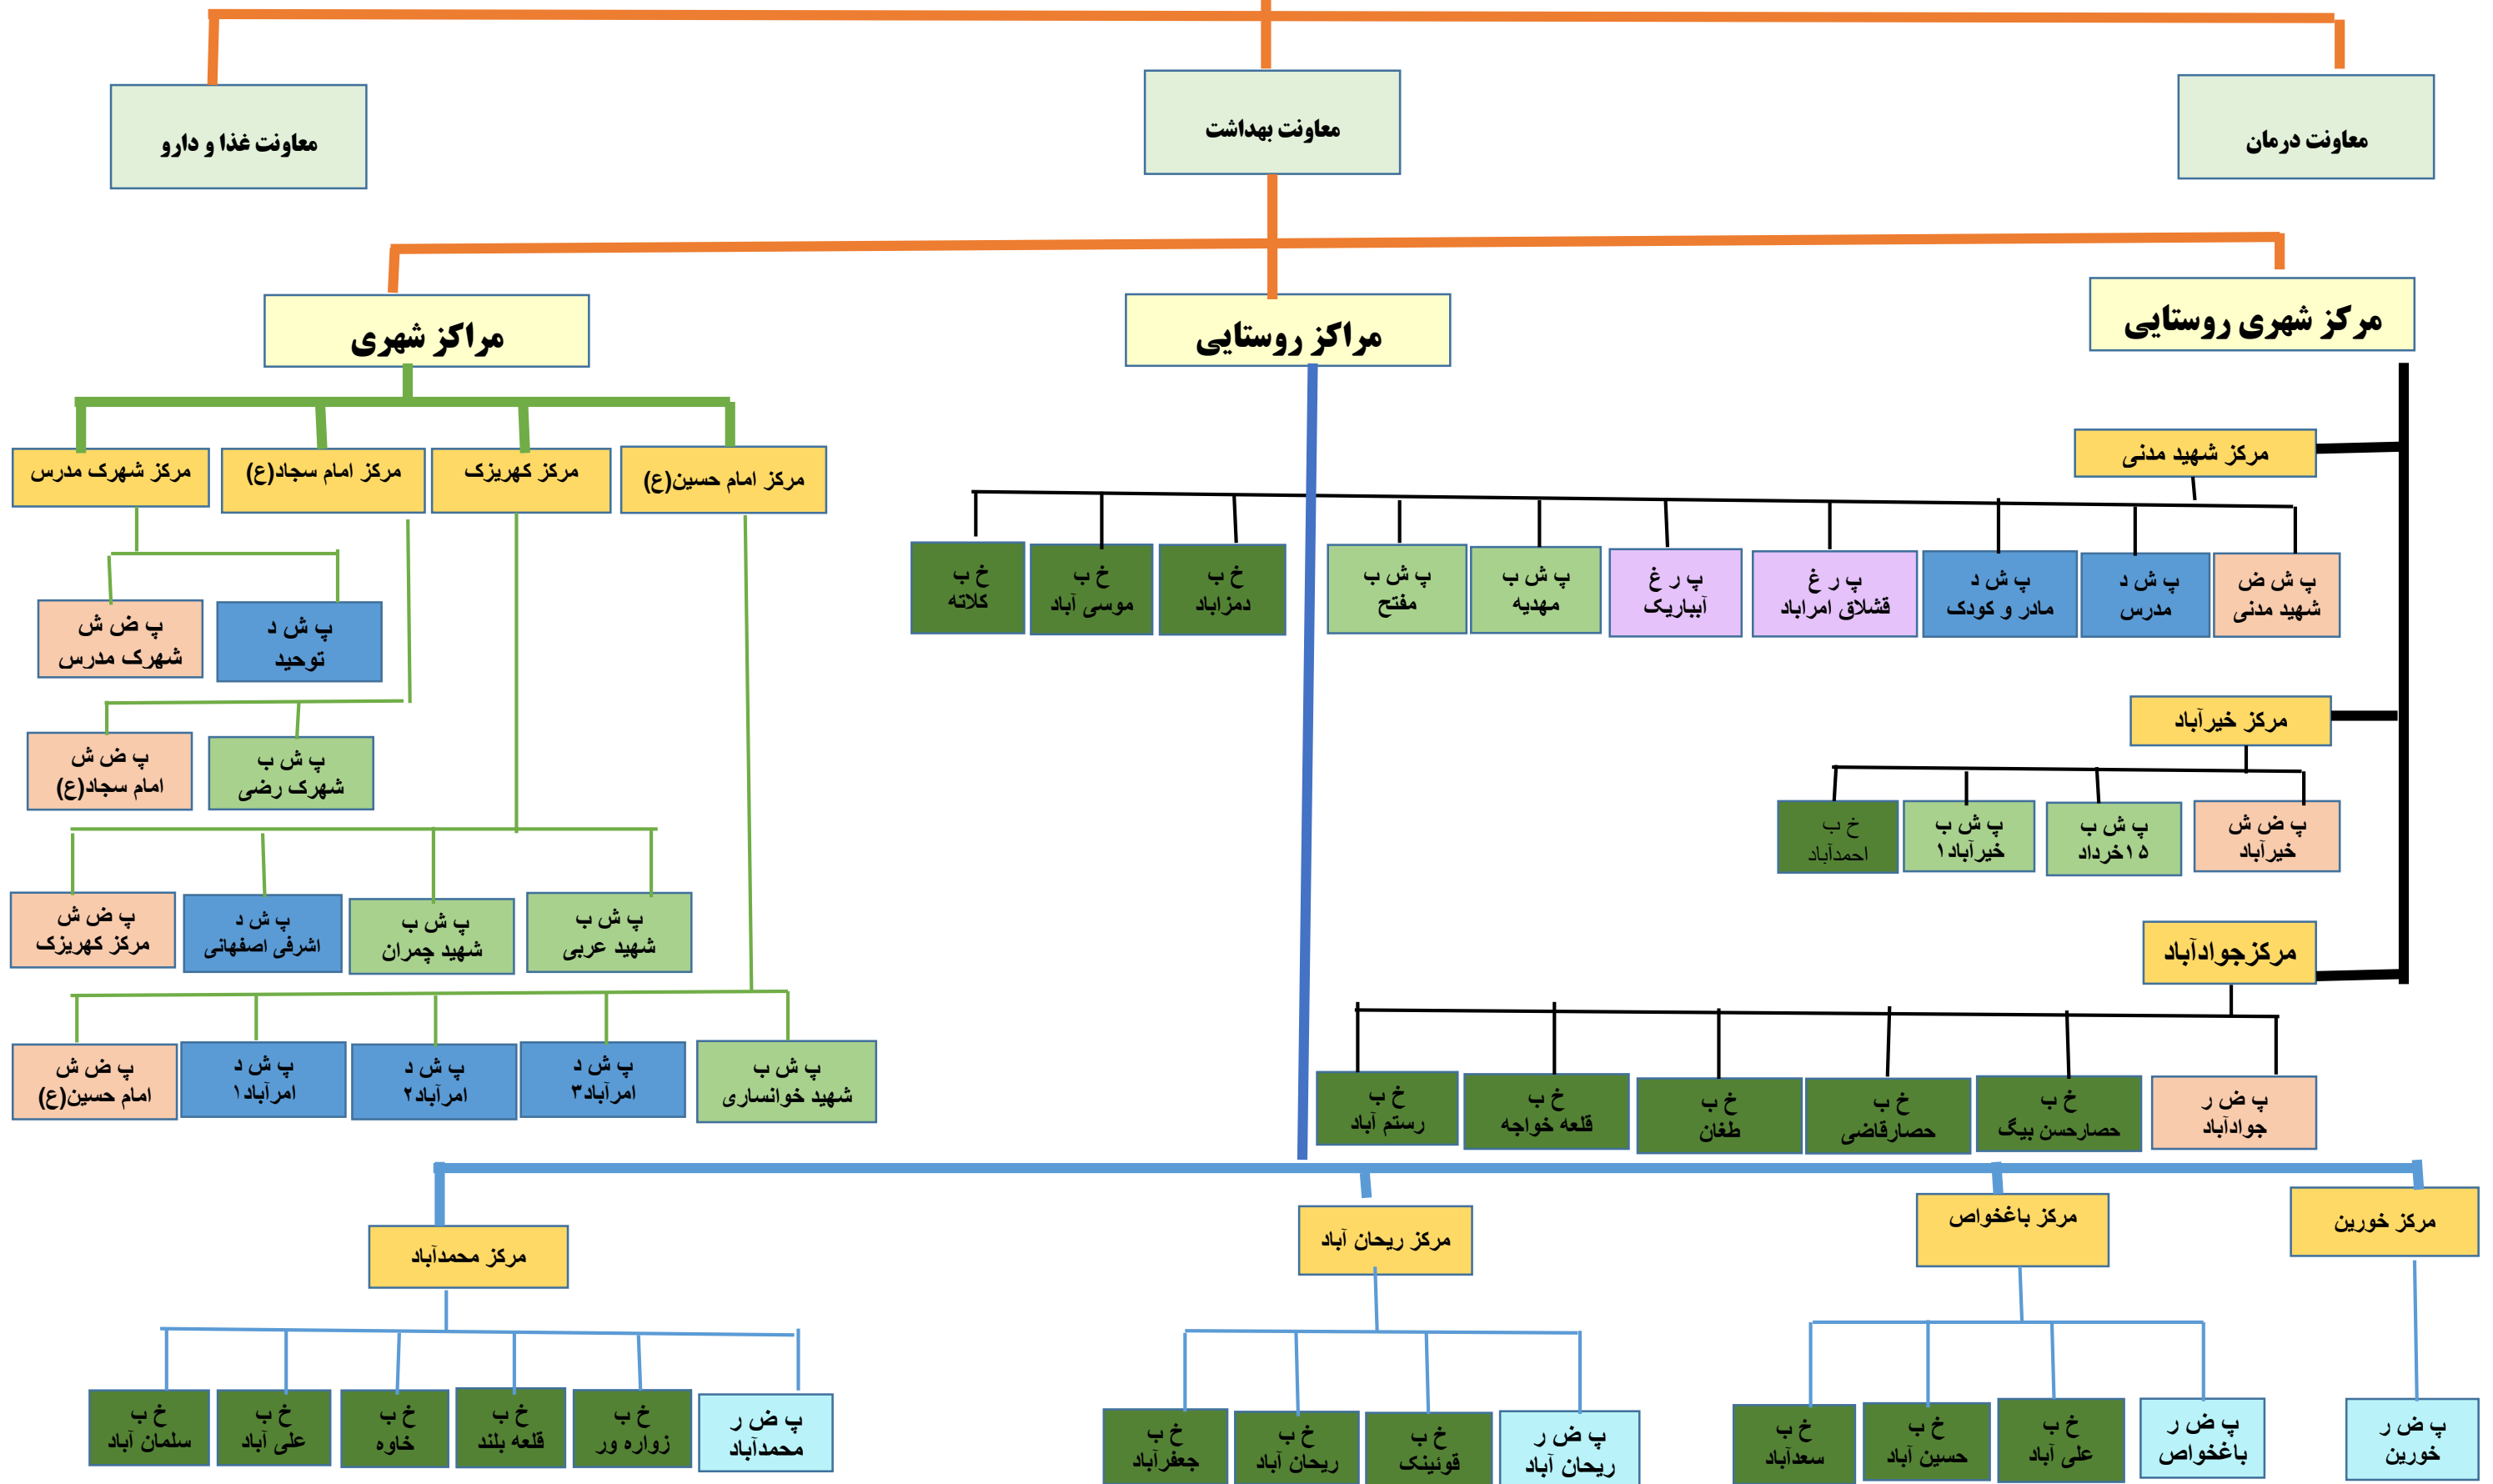 معاونت درمان
معاونت بهداشت
معاونت غذا و دارو
مرکز شهری روستایی
مراکز روستایی
مراکز شهری
مرکز شهید مدنی
پ ش ض
شهید مدنی
پ ش د
مدرس
پ ش د
مادر و کودک
پ ر غ
قشلاق امراباد
پ ر غ
آبباریک
پ ش ب
مهدیه
پ ش ب
مفتح
خ ب
دمزاباد
خ ب
موسی آباد
خ ب
کلاته
مرکز خیرآباد
پ ض ش
خیرآباد
پ ش ب
۱۵خرداد
پ ش ب
خیرآباد۱
خ ب
احمدآباد
مرکزجوادآباد
پ ض ر
جوادآباد
خ ب
حصارحسن بیگ
خ ب
حصارقاضی
خ ب
طغان
خ ب
قلعه خواجه
خ ب
رستم آباد
مرکز امام حسین(ع)
مرکز کهریزک
مرکز امام سجاد(ع)
مرکز شهرک مدرس
پ ش د
توحید
پ ض ش
شهرک مدرس
پ ش ب
شهرک رضی
پ ض ش
امام سجاد(ع)
پ ش ب
شهید عربی
پ ش ب
شهید چمران
پ ش د
اشرفی اصفهانی
پ ض ش
مرکز کهریزک
پ ش ب
شهید خوانساری
پ ش د
امرآباد۳
پ ش د
امرآباد۲
پ ش د
امرآباد۱
پ ض ش
امام حسین(ع)
مرکز خورین
مرکز باغخواص
مرکز ریحان آباد
مرکز محمدآباد
پ ض ر
خورین
پ ض ر
باغخواص
خ ب
علی آباد
خ ب
حسین آباد
خ ب
سعدآباد
پ ض ر
ریحان آباد
خ ب
قوئینک
خ ب
ریحان آباد
خ ب
جعفرآباد
پ ض ر
محمدآباد
خ ب
زواره ور
خ ب
قلعه بلند
خ ب
خاوه
خ ب
علی آباد
خ ب
سلمان آباد